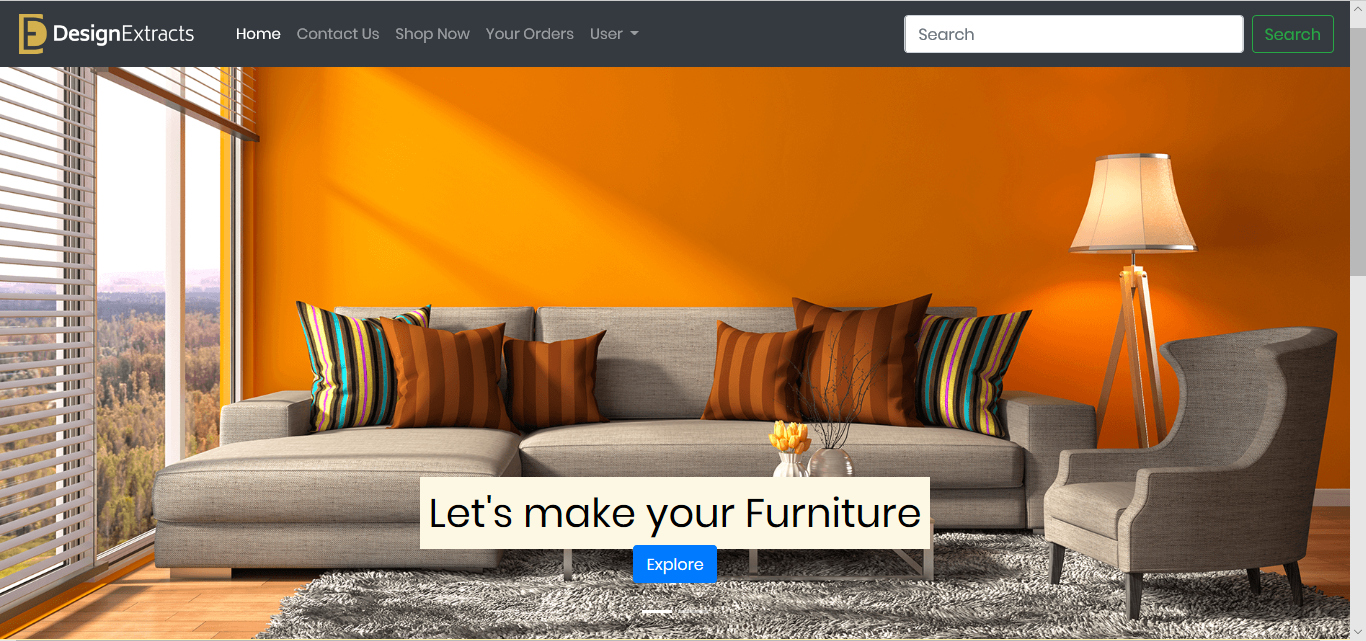 DesignExtracts
Home Contact Us Shop Now Your Orders User
Search
Search
Let's make your Furniture
Explore